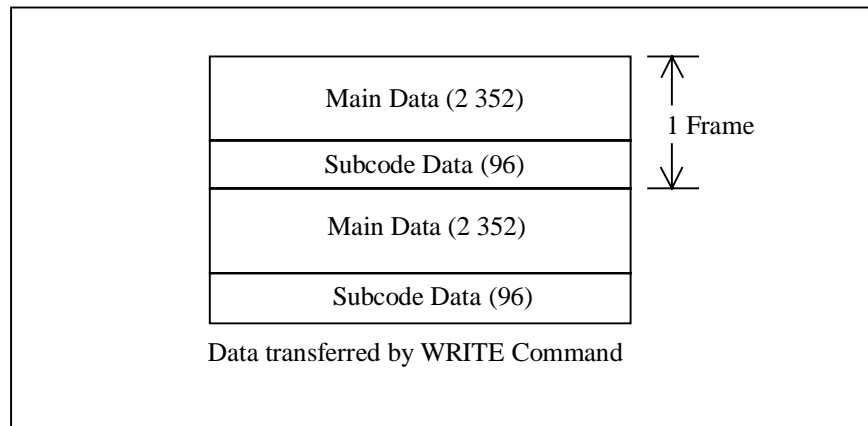 Main Data (2 352)
1 Frame
Subcode Data (96)
Main Data (2 352)
Subcode Data (96)
Data transferred by WRITE Command